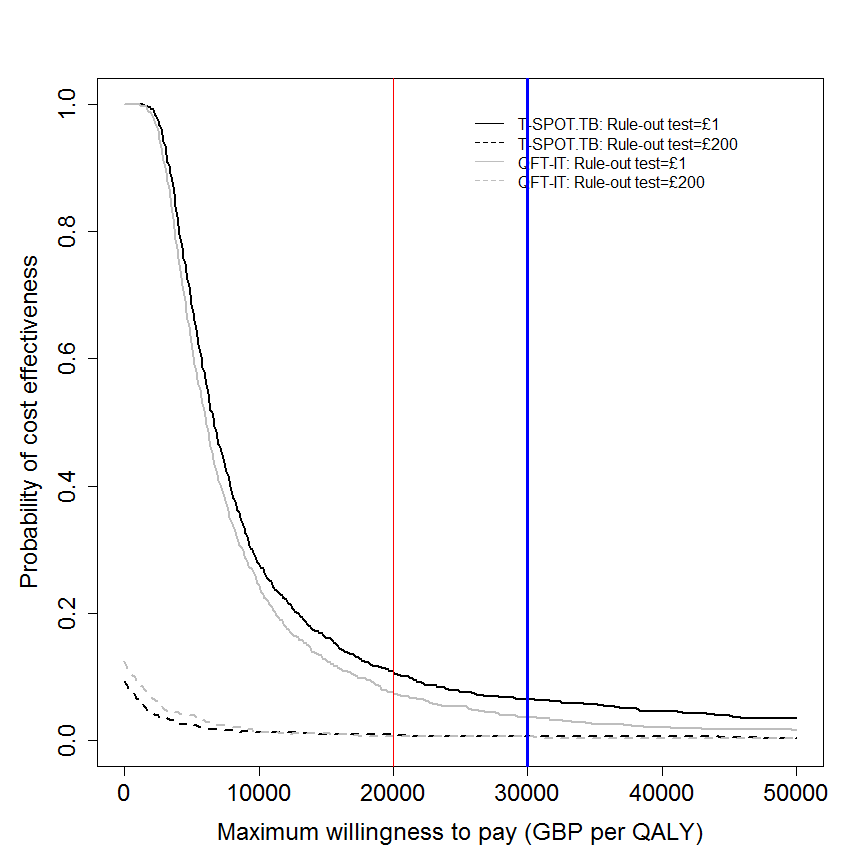 1.0
0.8
0.6
0.4
0.2
0.0
Probability of cost effectiveness
T-SPOT.TB: Rule-out test=£1
T-SPOT.TB: Rule-out test=£200
QFT-IT: Rule-out test=£1
QFT-IT: Rule-out test=£200
0 10000 20000 30000 40000 50000
Maximum willingness to pay (GBP per QALY)